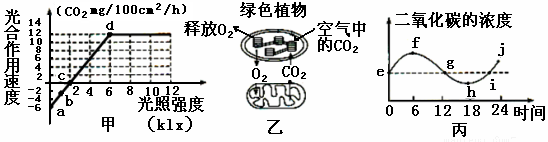 (CO₂mg/100cm²/h)
光合作用速度
14
12
10
8
6
4
2
0
-2
-4
-6
a
b
c
d
2 4 6 8 10 12
光照强度
(klx)
甲
绿色植物
释放O₂
空气中的CO₂
O₂
CO₂
乙
二氧化碳的浓度
e
f
g
h
i
j
0 6 12 18 24 时间
丙